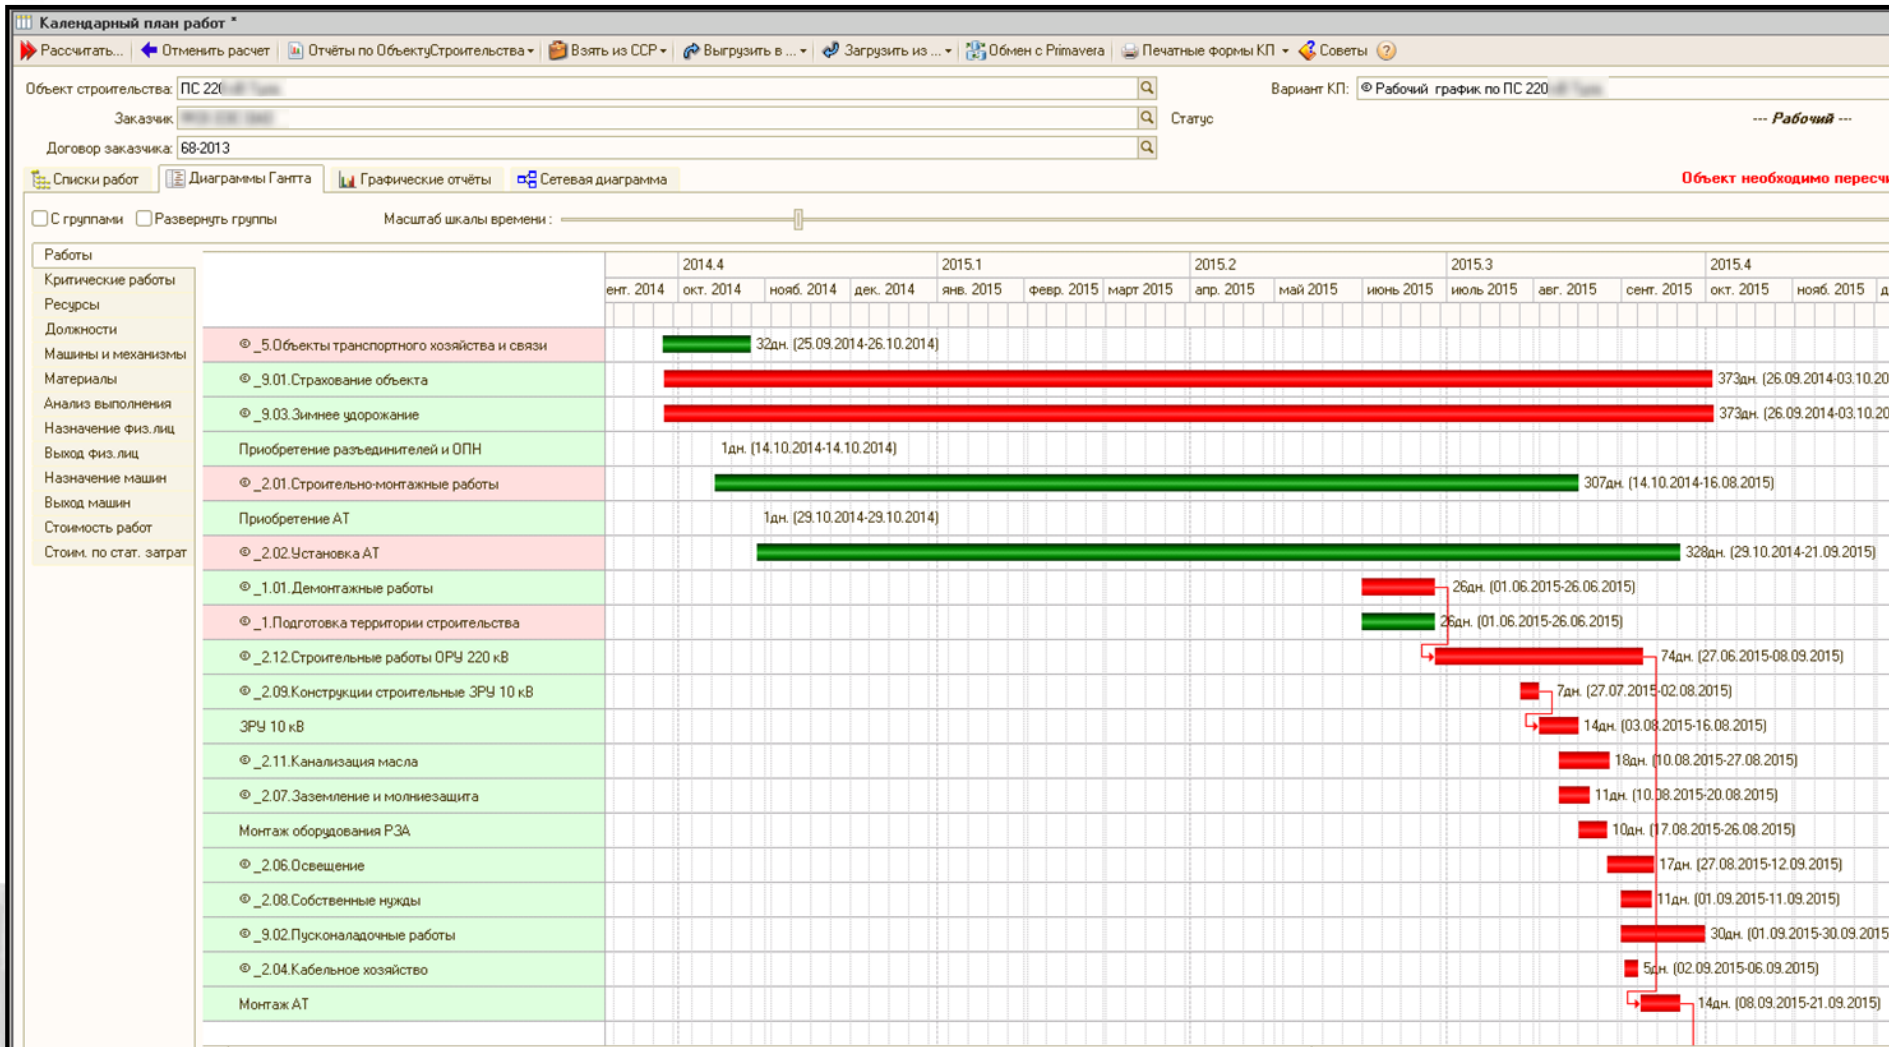 Календарный план работ *
Рассчитать... Отменить расчет Отчёты по ОбъектуСтроительства Взять из ССР Выгрузить в ... Загрузить из ... Обмен с Primavera Печатные формы КП Советы ?
Объект строительства: ПС 220 Вариант КП: © Рабочий график по ПС 220
Заказчик Статус --- Рабочий ---
Договор заказчика: 68-2013
Списки работ Диаграммы Гантта Графические отчёты Сетевая диаграмма Объект необходимо пересчи
С группами Развернуть группы Масштаб шкалы времени :
Работы
Критические работы
Ресурсы
Должности
Машины и механизмы
Материалы
Анализ выполнения
Назначение физ.лиц
Выход физ.лиц
Назначение машин
Выход машин
Стоимость работ
Стоим. по стат. затрат
2014.4 2015.1 2015.2 2015.3 2015.4
ент. 2014 окт. 2014 нояб. 2014 дек. 2014 янв. 2015 февр. 2015 март 2015 апр. 2015 май 2015 июнь 2015 июль 2015 авг. 2015 сент. 2015 окт. 2015 нояб. 2015 д
© _5.Объекты транспортного хозяйства и связи 32дн. (25.09.2014-26.10.2014)
© _9.01.Страхование объекта 373дн. (26.09.2014-03.10.20
© _9.03.Зимнее удорожание 373дн. (26.09.2014-03.10.20
Приобретение разъединителей и ОПН 1дн. (14.10.2014-14.10.2014)
© _2.01.Строительно-монтажные работы 307дн. (14.10.2014-16.08.2015)
Приобретение АТ 1дн. (29.10.2014-29.10.2014)
© _2.02.Установка АТ 328дн. (29.10.2014-21.09.2015)
© _1.01.Демонтажные работы 26дн. (01.06.2015-26.06.2015)
© _1.Подготовка территории строительства 26дн. (01.06.2015-26.06.2015)
© _2.12.Строительные работы ОРУ 220 кВ 74дн. (27.06.2015-08.09.2015)
© _2.09.Конструкции строительные ЗРУ 10 кВ 7дн. (27.07.2015-02.08.2015)
ЗРУ 10 кВ 14дн. (03.08.2015-16.08.2015)
© _2.11.Канализация масла 18дн. (10.08.2015-27.08.2015)
© _2.07.Заземление и молниезащита 11дн. (10.08.2015-20.08.2015)
Монтаж оборудования РЗА 10дн. (17.08.2015-26.08.2015)
© _2.06.Освещение 17дн. (27.08.2015-12.09.2015)
© _2.08.Собственные нужды 11дн. (01.09.2015-11.09.2015)
© _9.02.Пусконаладочные работы 30дн. (01.09.2015-30.09.2015
© _2.04.Кабельное хозяйство 5дн. (02.09.2015-06.09.2015)
Монтаж АТ 14дн. (08.09.2015-21.09.2015)